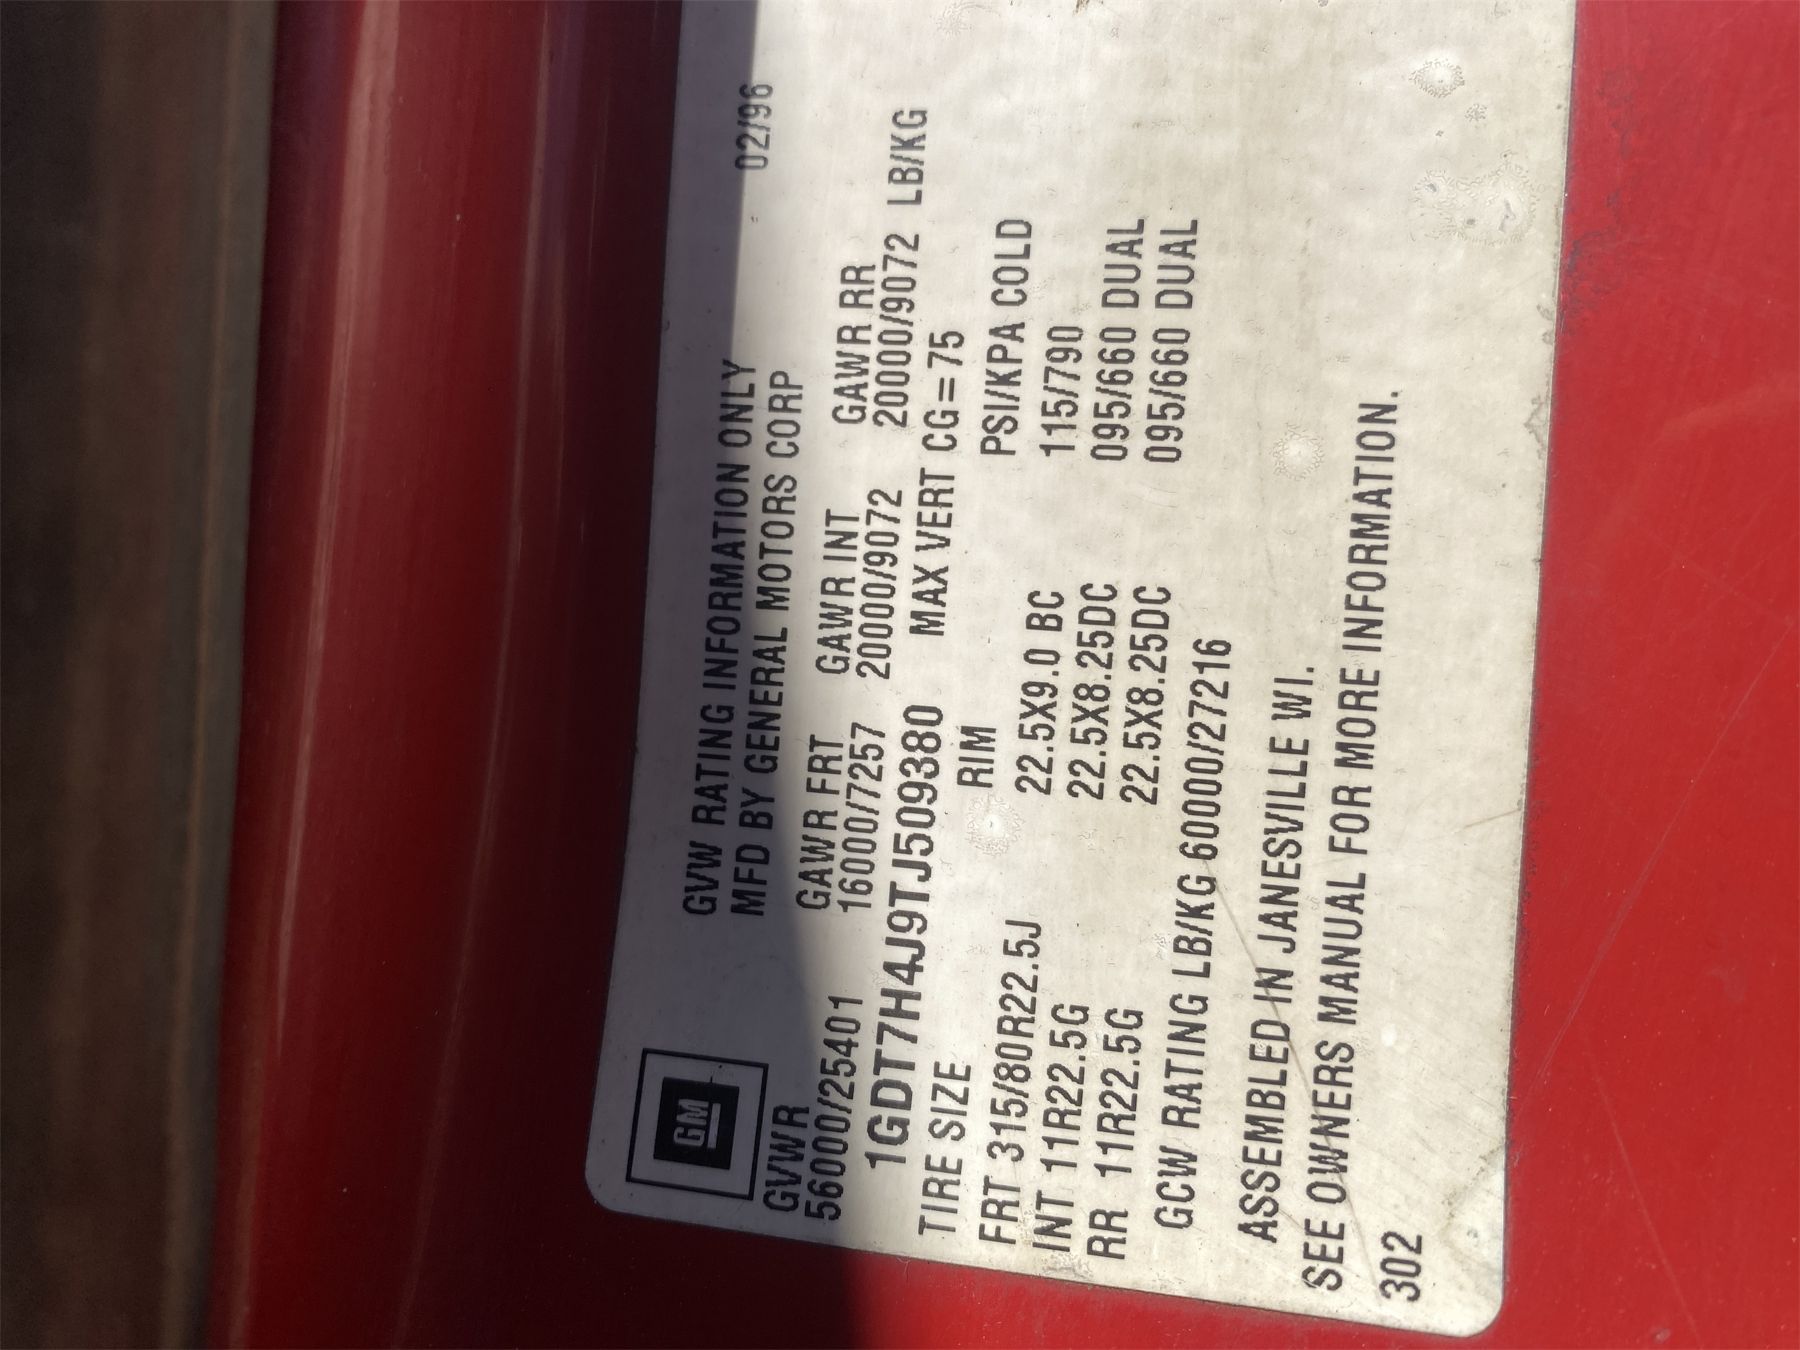 GM
GVW RATING INFORMATION ONLY
MFD BY GENERAL MOTORS CORP 02/96
GVWR GAWR FRT GAWR INT GAWR RR
56000/25401 16000/7257 20000/9072 20000/9072 LB/KG
1GDT7H4J9TJ509380 MAX VERT CG=75
TIRE SIZE RIM PSI/KPA COLD
FRT 315/80R22.5J 22.5X9.0 BC 115/790
INT 11R22.5G 22.5X8.25DC 095/660 DUAL
RR 11R22.5G 22.5X8.25DC 095/660 DUAL
GCW RATING LB/KG 60000/27216
ASSEMBLED IN JANESVILLE WI.
SEE OWNERS MANUAL FOR MORE INFORMATION.
302